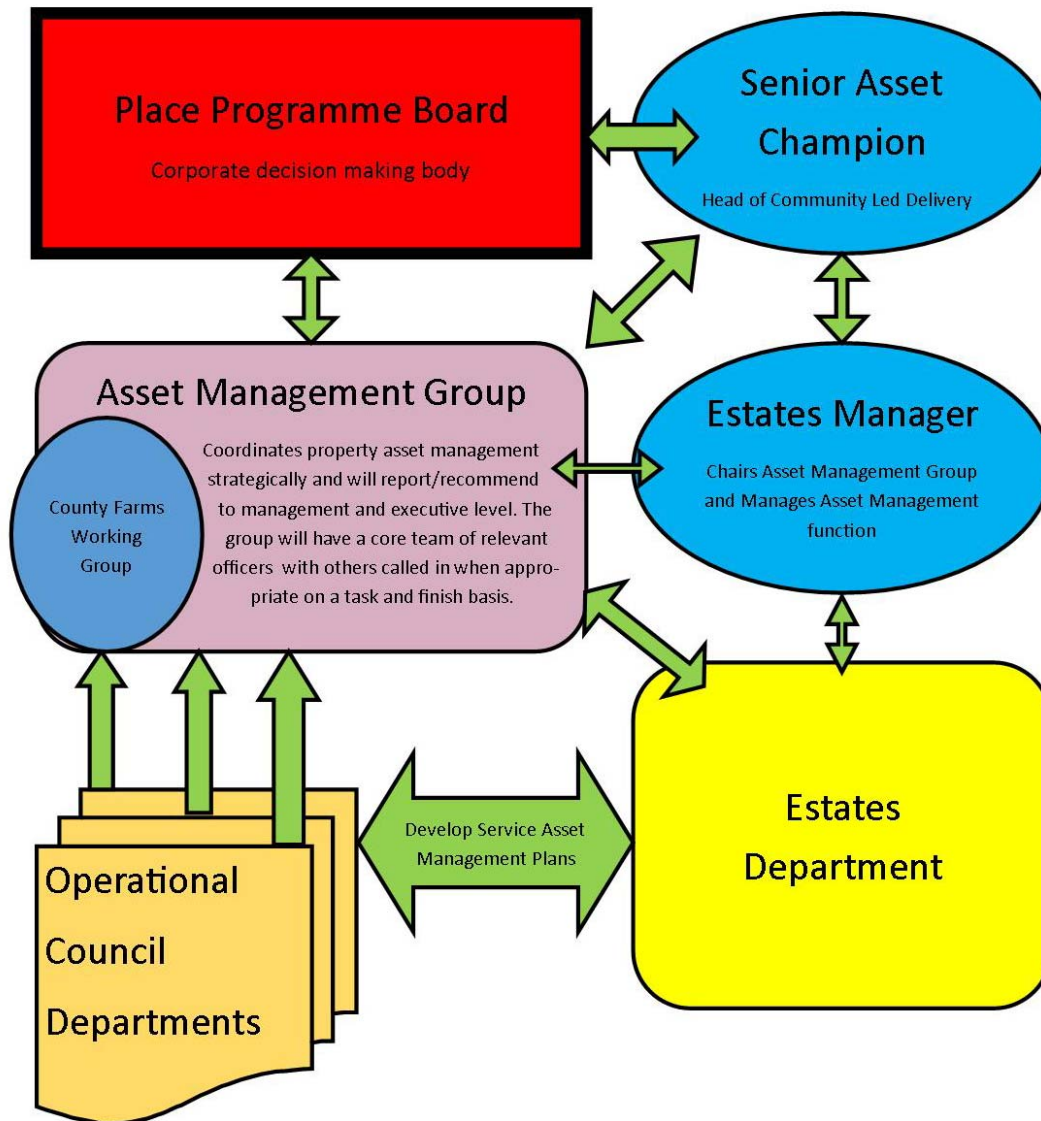 Place Programme Board
Corporate decision making body
Senior Asset
Champion
Head of Community Led Delivery
Asset Management Group
Coordinates property asset management
strategically and will report/recommend
to management and executive level. The
group will have a core team of relevant
officers with others called in when appro-
priate on a task and finish basis.
County Farms
Working
Group
Estates Manager
Chairs Asset Management Group
and Manages Asset Management
function
Operational
Council
Departments
Develop Service Asset
Management Plans
Estates
Department